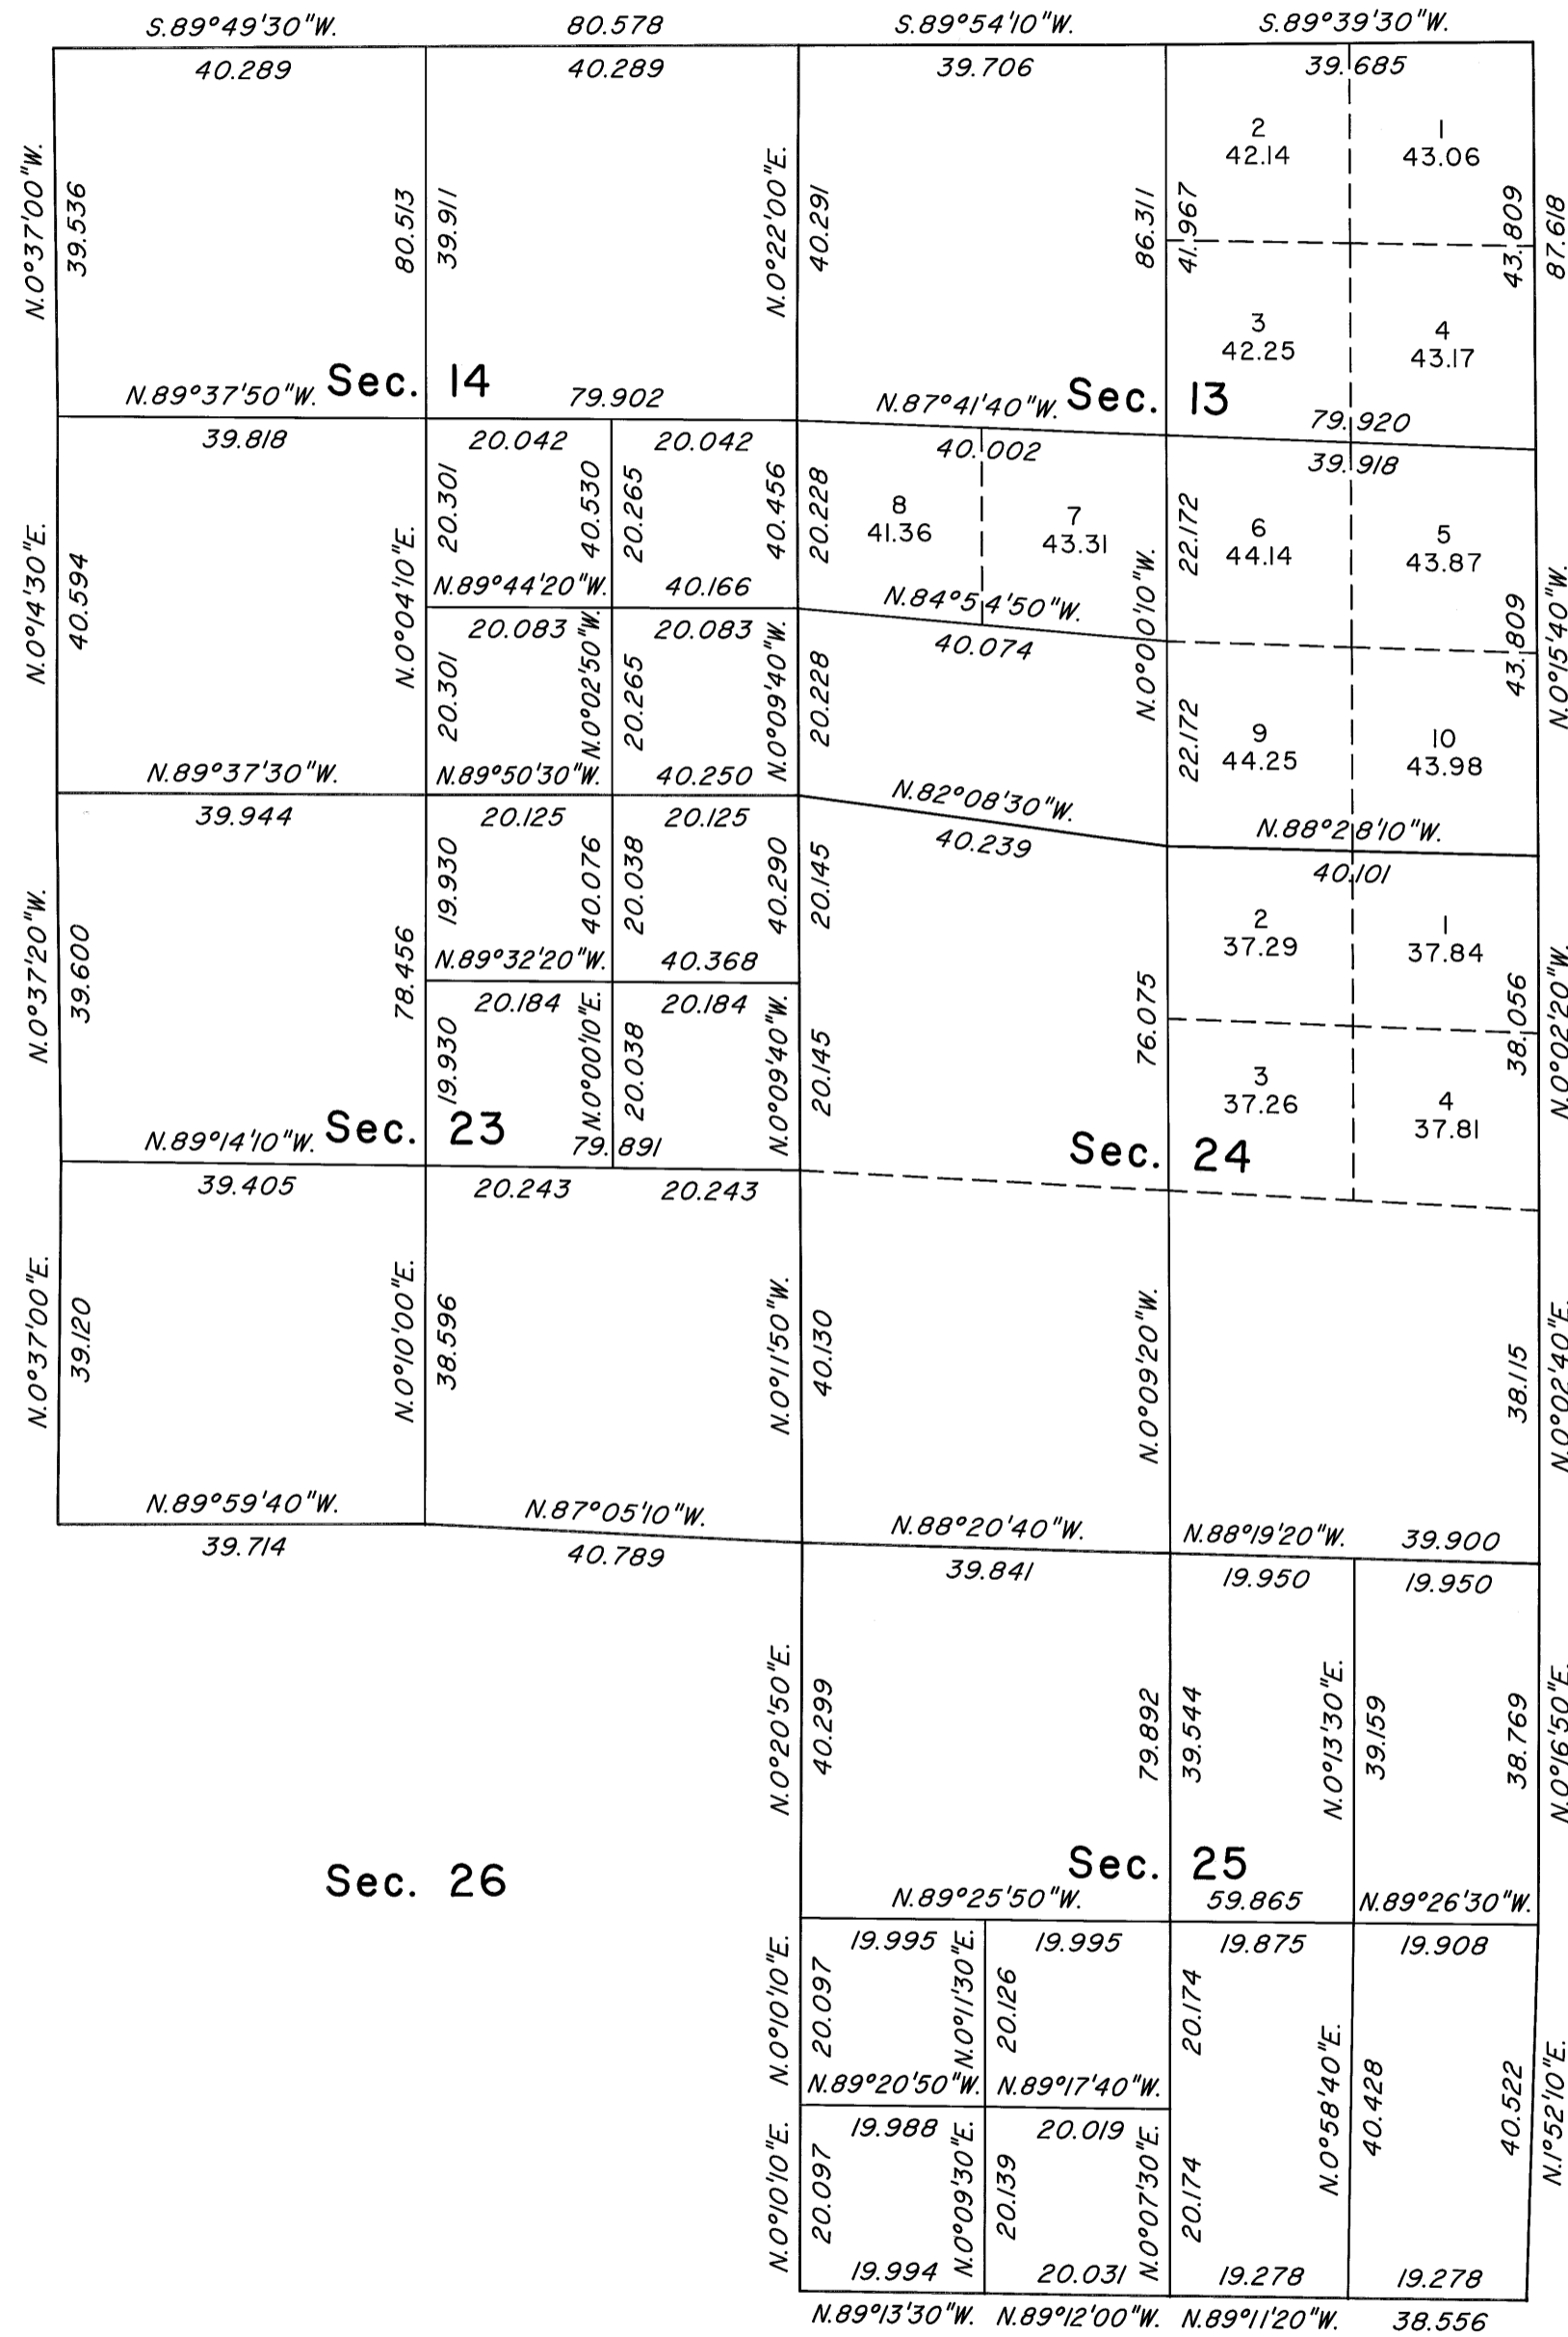 S.89°49'30"W. 80.578 S.89°54'10"W. S.89°39'30"W.
40.289 40.289 39.706 39.685
N.0°37'00"W. 39.536 80.513 39.911 N.0°22'00"E. 40.291 86.311 41.967 43.809 87.618
2 1
42.14 43.06
3 4
42.25 43.17
N.89°37'50"W. Sec. 14 79.902 N.87°41'40"W. Sec. 13 79.920
39.818 20.042 20.042 40.002 39.918
N.0°14'30"E. 40.594 N.0°04'10"E. 20.301 40.530 20.265 40.456 20.228 N.0°00'10"W. 22.172 43.809 N.0°15'40"W.
8 7 6 5
41.36 43.31 44.14 43.87
N.89°44'20"W. 40.166 N.84°54'50"W.
20.083 20.083 40.074
20.301 N.0°02'50"W. 20.265 N.0°09'40"W. 20.228 22.172
9 10
44.25 43.98
N.89°37'30"W. N.89°50'30"W. 40.250 N.82°08'30"W. N.88°28'10"W.
39.944 20.125 20.125 40.239 40.101
N.0°37'20"W. 39.600 78.456 19.930 40.076 20.038 40.290 20.145 76.075 38.056 N.0°02'20"W.
2 1
37.29 37.84
N.89°32'20"W. 40.368
20.184 20.184
19.930 N.0°00'10"E. 20.038 N.0°09'40"W. 20.145
3 4
37.26 37.81
N.89°14'10"W. Sec. 23 79.891 Sec. 24
39.405 20.243 20.243
N.0°37'00"E. 39.120 N.0°10'00"E. 38.596 N.0°11'50"W. 40.130 N.0°09'20"W. 38.115 N.0°02'40"E.
N.89°59'40"W. N.87°05'10"W. N.88°20'40"W. N.88°19'20"W. 39.900
39.714 40.789 39.841 19.950 19.950
N.0°20'50"E. 40.299 79.892 39.544 N.0°13'30"E. 39.159 38.769 N.0°16'50"E.
Sec. 26 Sec. 25
N.89°25'50"W. 59.865 N.89°26'30"W.
19.995 19.995 19.875 19.908
N.0°10'10"E. 20.097 N.0°11'30"E. 20.126 20.174 N.0°58'40"E. 40.428 40.522 N.1°52'10"E.
N.89°20'50"W. N.89°17'40"W.
19.988 20.019
N.0°10'10"E. 20.097 N.0°09'30"E. 20.139 N.0°07'30"E. 20.174
19.994 20.031 19.278 19.278
N.89°13'30"W. N.89°12'00"W. N.89°11'20"W. 38.556